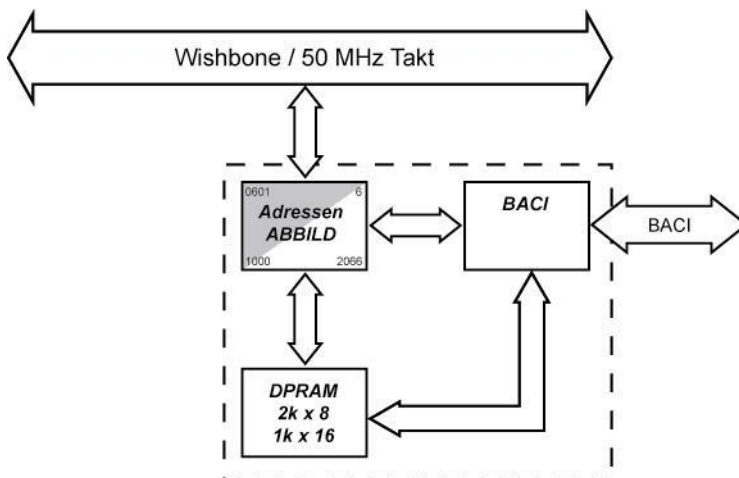 Wishbone / 50 MHz Takt
0601 6
Adressen
ABBILD
1000 2066
BACI
BACI
DPRAM
2k x 8
1k x 16